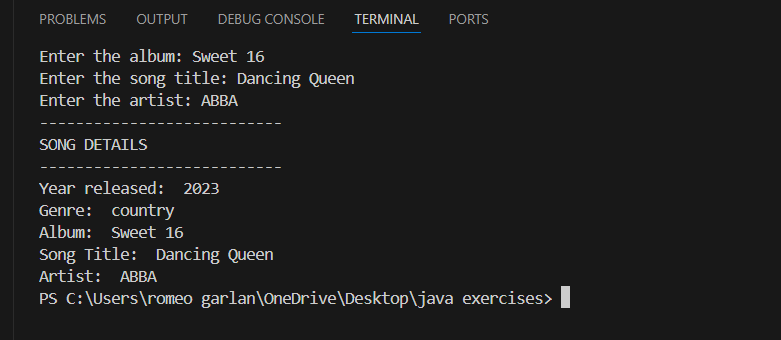 PROBLEMS OUTPUT DEBUG CONSOLE TERMINAL PORTS
Enter the album: Sweet 16
Enter the song title: Dancing Queen
Enter the artist: ABBA
---------------------------
SONG DETAILS
---------------------------
Year released:  2023
Genre:  country
Album:  Sweet 16
Song Title:  Dancing Queen
Artist:  ABBA
PS C:\Users\romeo garlan\OneDrive\Desktop\java exercises>